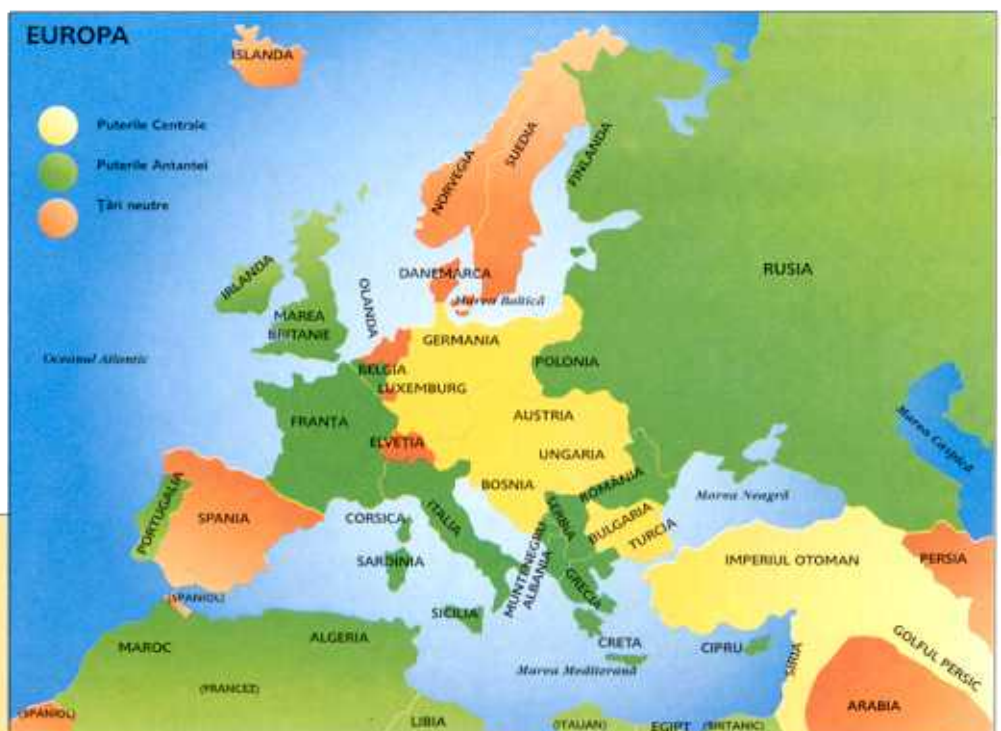 EUROPA
ISLANDA
Puterile Centrale
Puterile Antantei
Țări neutre
NORVEGIA
SUEDIA
FINLANDA
RUSIA
IRLANDA
MAREA
BRITANIE
OLANDA
DANEMARCA
Marea Baltică
Oceanul Atlantic
GERMANIA
BELGIA
LUXEMBURG
POLONIA
FRANTA
AUSTRIA
ELVEȚIA
UNGARIA
BOSNIA
ROMÂNIA
Marea Neagră
Marea Caspică
PORTUGALIA
SPANIA
CORSICA
ITALIA
SERBIA
BULGARIA
TURCIA
SARDINIA
MUNTENEGRU
ALBANIA
GRECIA
IMPERIUL OTOMAN
PERSIA
(SPANIOL)
SICILIA
MAROC
ALGERIA
CRETA
CIPRU
SIRIA
GOLFUL PERSIC
Marea Mediterană
(FRANCEZ)
ARABIA
(SPANIOL)
LIBIA
(ITALIAN)
EGIPT
(BRITANIC)